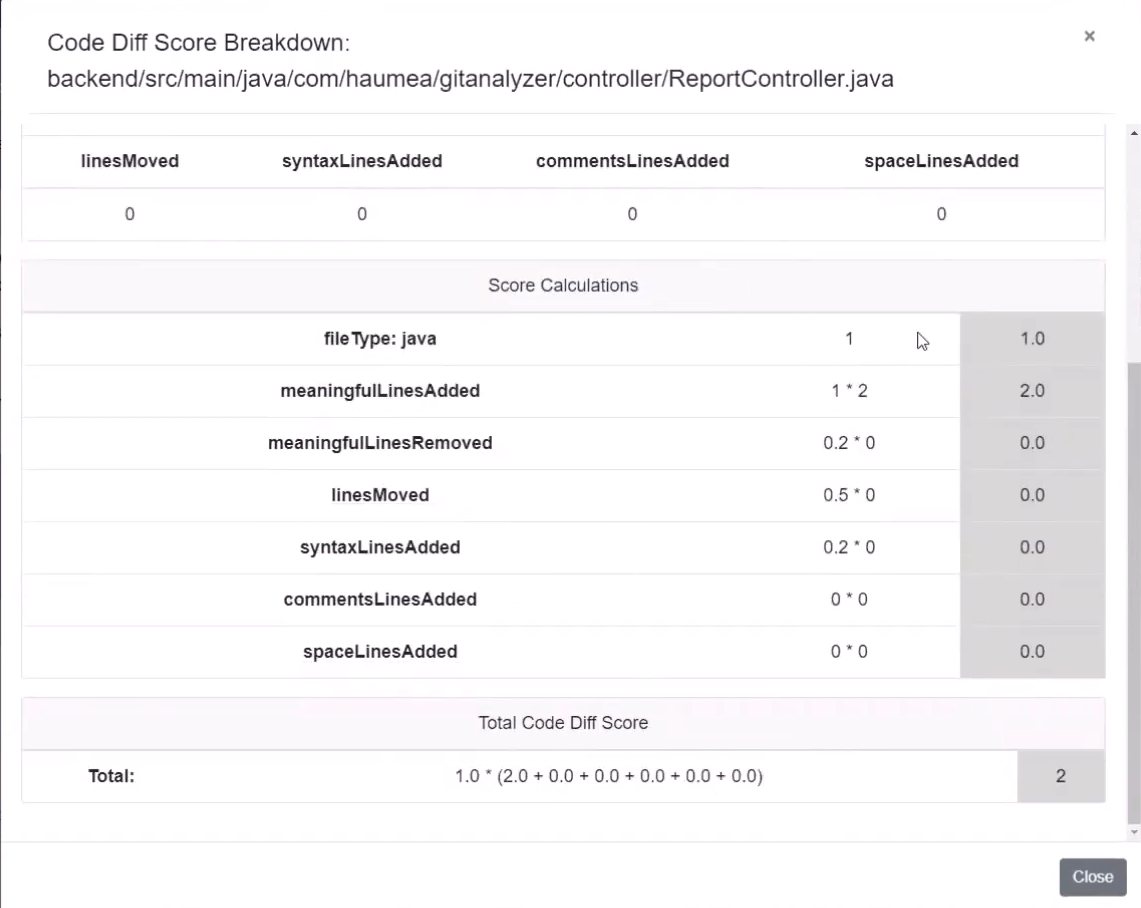 Code Diff Score Breakdown:
×
backend/src/main/java/com/haumea/gitanalyzer/controller/ReportController.java
linesMoved syntaxLinesAdded commentsLinesAdded spaceLinesAdded
0 0 0 0
Score Calculations
fileType: java 1 1.0
meaningfulLinesAdded 1 * 2 2.0
meaningfulLinesRemoved 0.2 * 0 0.0
linesMoved 0.5 * 0 0.0
syntaxLinesAdded 0.2 * 0 0.0
commentsLinesAdded 0 * 0 0.0
spaceLinesAdded 0 * 0 0.0
Total Code Diff Score
Total: 1.0 * (2.0 + 0.0 + 0.0 + 0.0 + 0.0 + 0.0) 2
Close